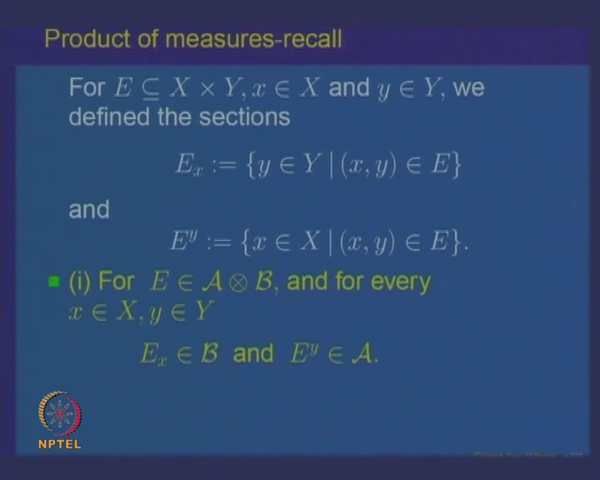 Product of measures-recall
For E ⊆ X × Y, x ∈ X and y ∈ Y, we
defined the sections
E_x := {y ∈ Y | (x, y) ∈ E}
and
E^y := {x ∈ X | (x, y) ∈ E}.
(i) For E ∈ 𝒜 ⊗ ℬ, and for every
x ∈ X, y ∈ Y
E_x ∈ ℬ and E^y ∈ 𝒜.
NPTEL